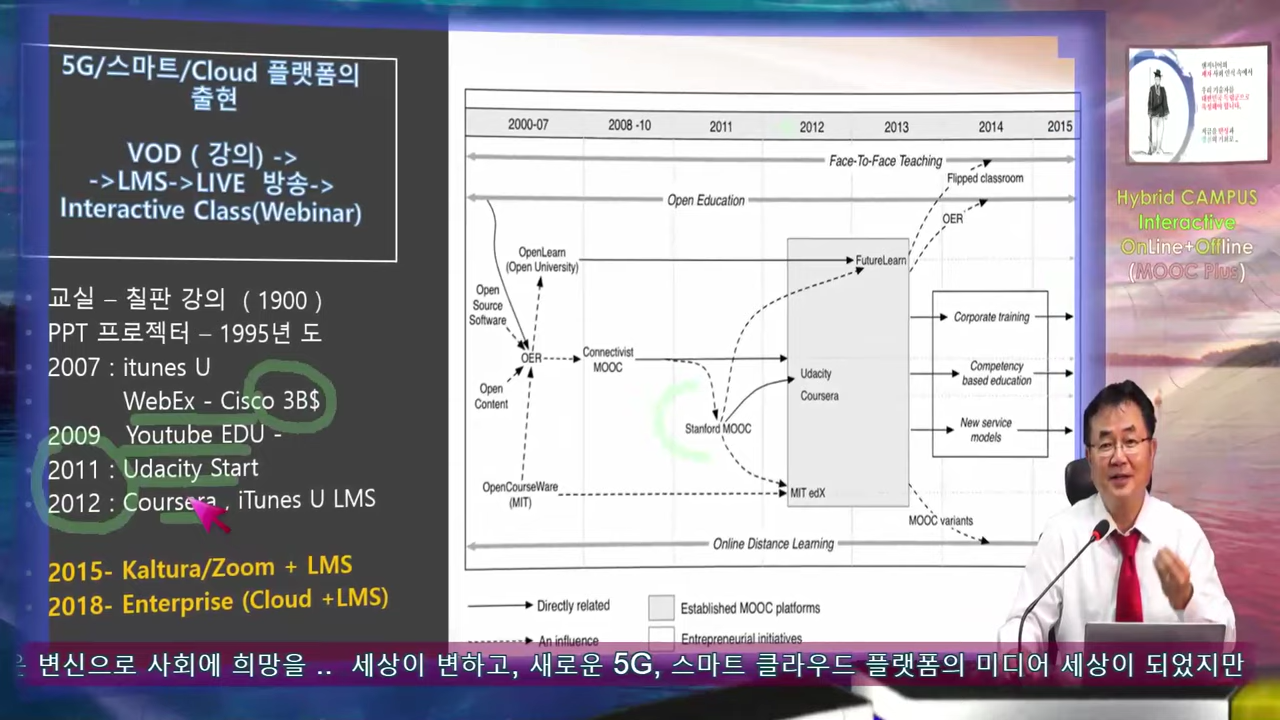 5G/스마트/Cloud 플랫폼의
출현
VOD ( 강의) ->
->LMS->LIVE 방송->
Interactive Class(Webinar)
교실 – 칠판 강의 ( 1900 )
PPT 프로젝터 – 1995년 도
2007 : itunes U
WebEx - Cisco 3B$
2009 Youtube EDU -
2011 : Udacity Start
2012 : Coursera , iTunes U LMS
2015- Kaltura/Zoom + LMS
2018- Enterprise (Cloud +LMS)
2000-07 2008 -10 2011 2012 2013 2014 2015
Face-To-Face Teaching
Flipped classroom
Open Education
OER
OpenLearn
(Open University)
FutureLearn
Open
Source
Software
Corporate training
OER
Connectivist
MOOC
Udacity
Competency
based education
Open
Content
Coursera
Stanford MOOC
New service
models
OpenCourseWare
(MIT)
MIT edX
MOOC variants
Online Distance Learning
Directly related
Established MOOC platforms
An influence
Entrepreneurial initiatives
Hybrid CAMPUS
Interactive
OnLine+Offline
(MOOC Plus)
변신으로 사회에 희망을 .. 세상이 변하고, 새로운 5G, 스마트 클라우드 플랫폼의 미디어 세상이 되었지만